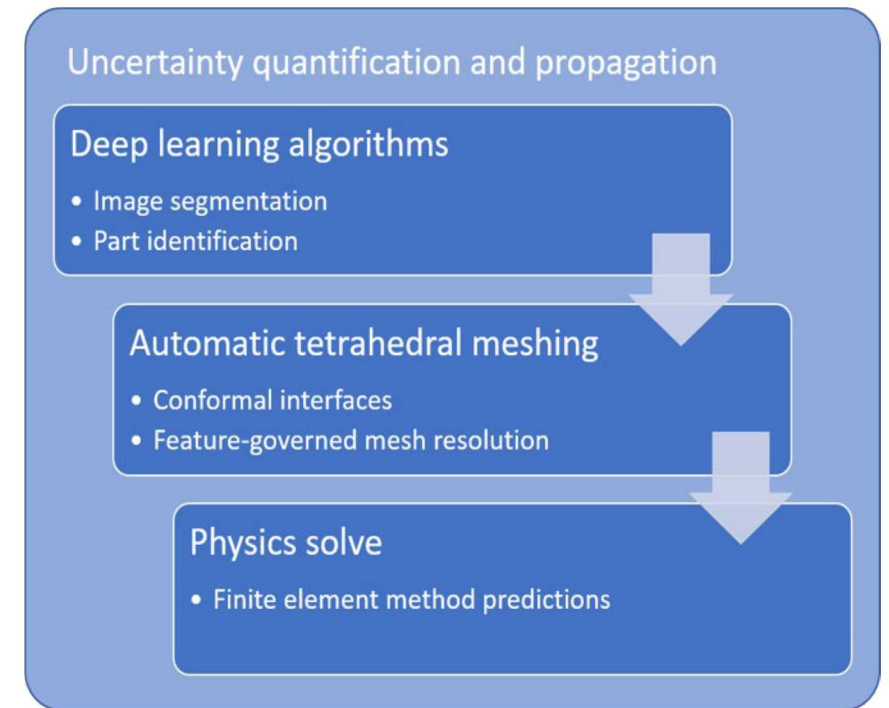 Uncertainty quantification and propagation
Deep learning algorithms
• Image segmentation
• Part identification
Automatic tetrahedral meshing
• Conformal interfaces
• Feature-governed mesh resolution
Physics solve
• Finite element method predictions